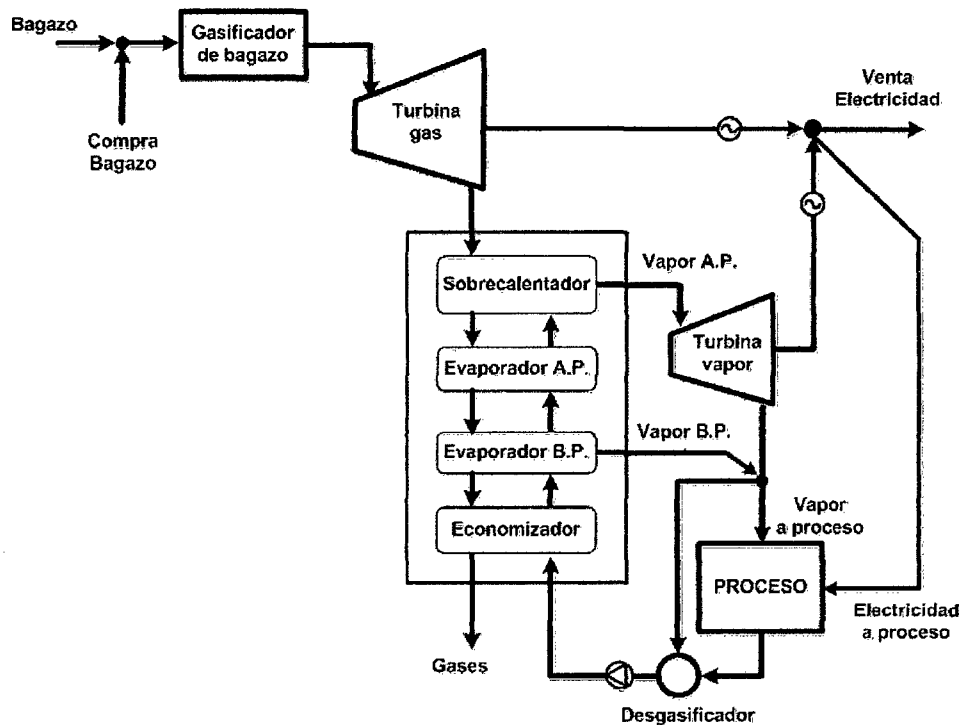 Bagazo
Gasificador
de bagazo
Compra
Bagazo
Turbina
gas
Venta
Electricidad
Sobrecalentador
Vapor A.P.
Evaporador A.P.
Turbina
vapor
Evaporador B.P.
Vapor B.P.
Economizador
Vapor
a proceso
PROCESO
Electricidad
a proceso
Gases
Desgasificador